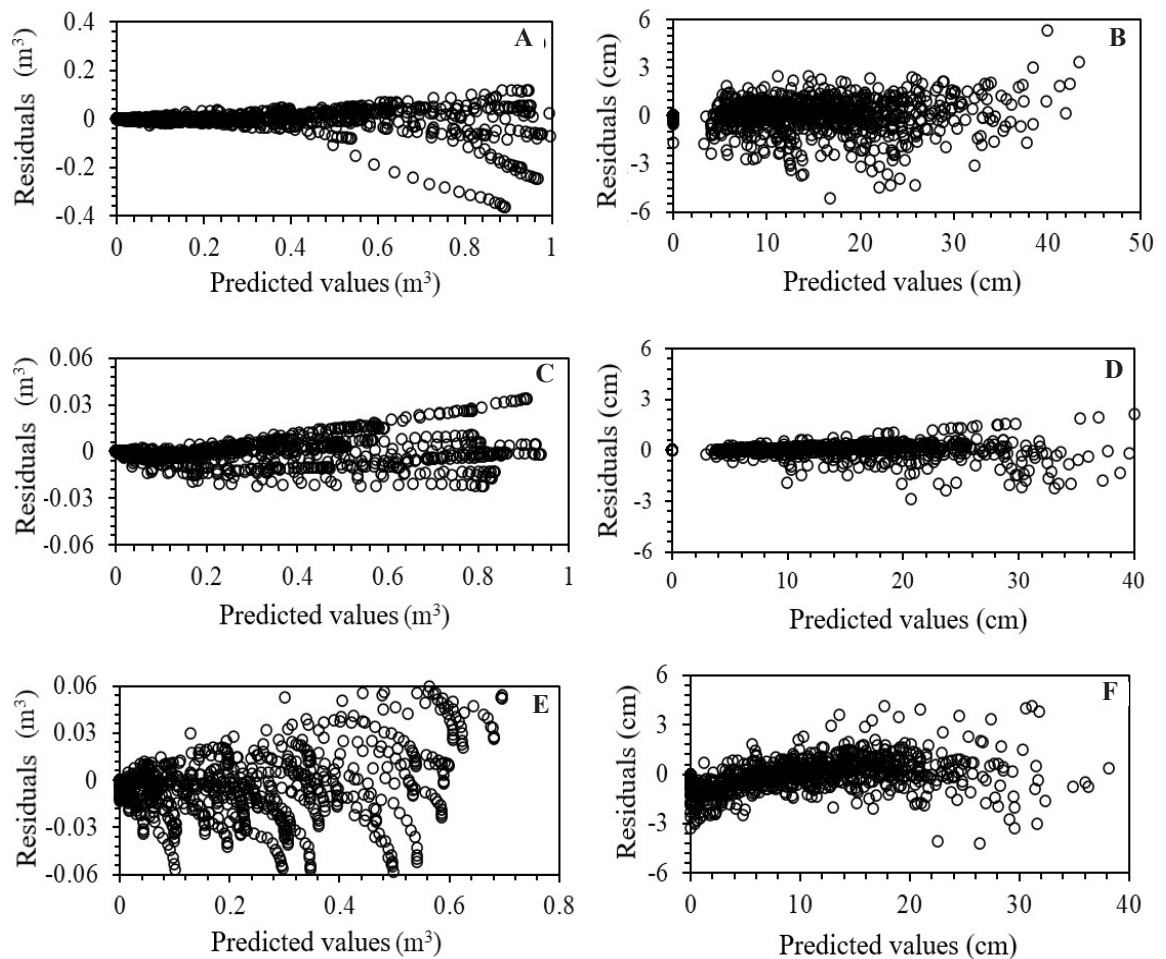 A
Residuals (m³)
0.4
0.2
0
-0.2
-0.4
0 0.2 0.4 0.6 0.8 1
Predicted values (m³)
B
Residuals (cm)
6
3
0
-3
-6
0 10 20 30 40 50
Predicted values (cm)
C
Residuals (m³)
0.06
0.03
0
-0.03
-0.06
0 0.2 0.4 0.6 0.8 1
Predicted values (m³)
D
Residuals (cm)
6
3
0
-3
-6
0 10 20 30 40
Predicted values (cm)
E
Residuals (m³)
0.06
0.03
0
-0.03
-0.06
0 0.2 0.4 0.6 0.8
Predicted values (m³)
F
Residuals (cm)
6
3
0
-3
-6
0 10 20 30 40
Predicted values (cm)